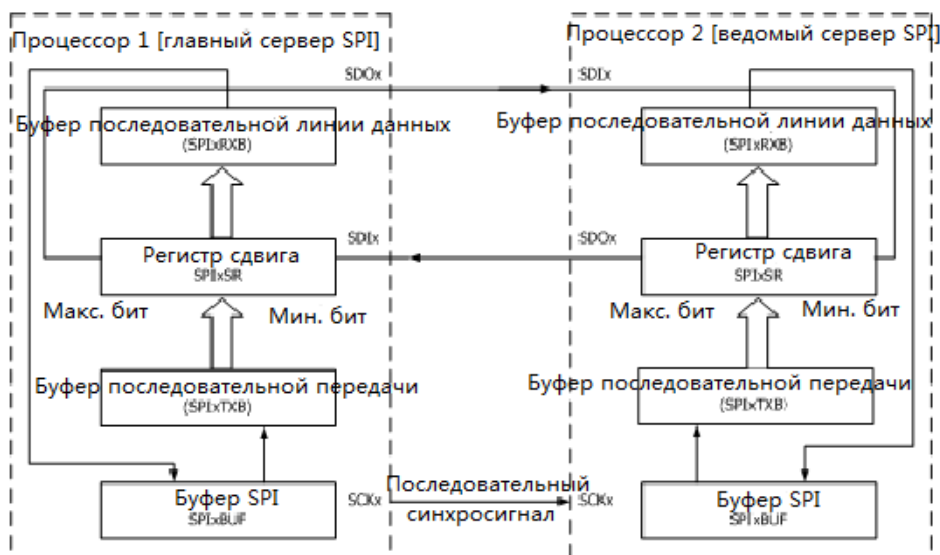 Процессор 1 [главный сервер SPI]
SDOx
Буфер последовательной линии данных
(SPIxRXB)
SDIx
Регистр сдвига
SPIxSR
Макс. бит
Мин. бит
Буфер последовательной передачи
(SPIxTXB)
Буфер SPI
SPIxBUF
SCKx
Последовательный
синхросигнал
Процессор 2 [ведомый сервер SPI]
SDIx
Буфер последовательной линии данных
(SPIxRXB)
SDOx
Регистр сдвига
SPIxSR
Макс. бит
Мин. бит
Буфер последовательной передачи
(SPIxTXB)
SCKx
Буфер SPI
SPIxBUF